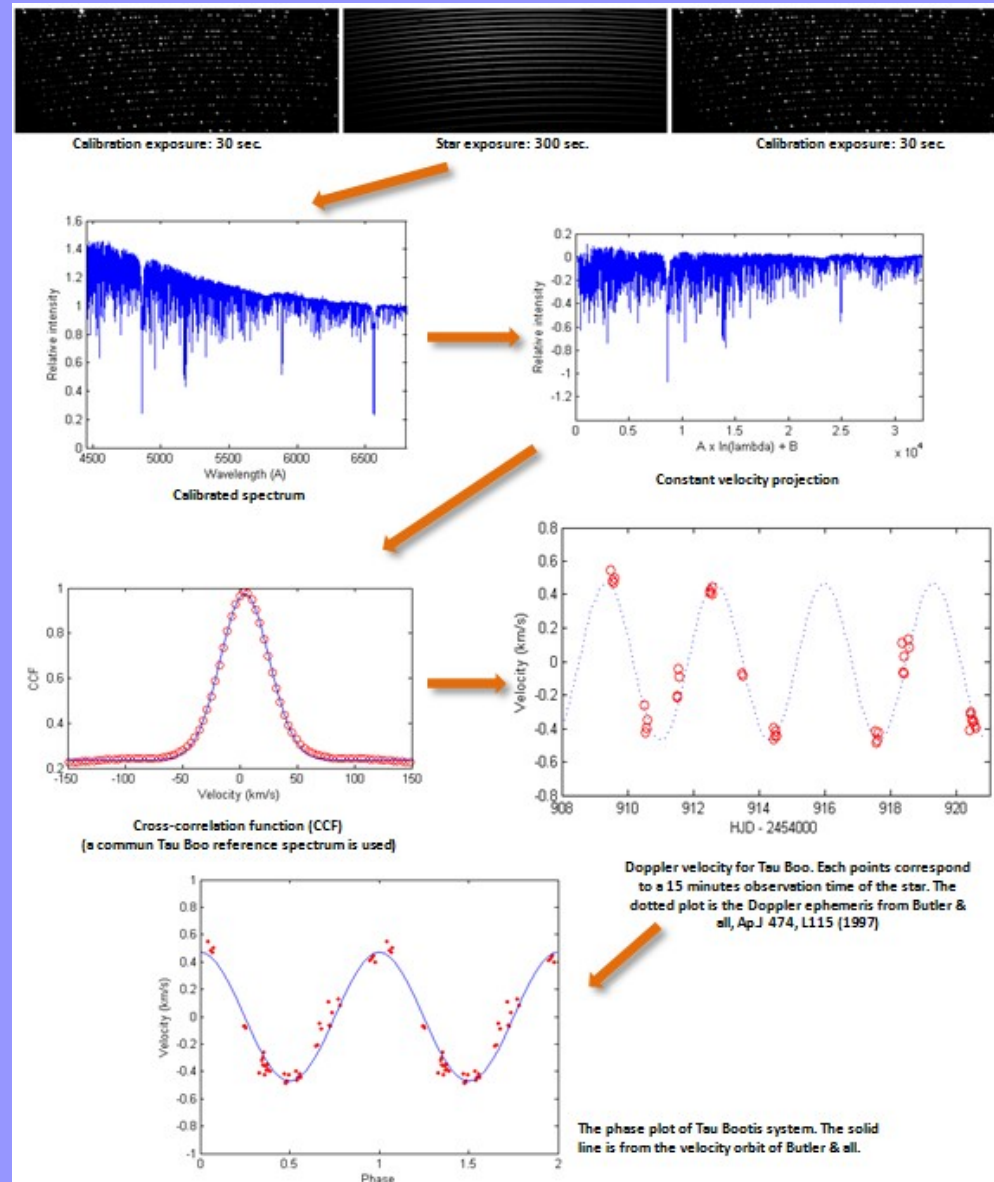 Calibration exposure: 30 sec.
Star exposure: 300 sec.
Calibration exposure: 30 sec.
1.6
1.4
1.2
1
0.8
0.6
0.4
0.2
0
Relative intensity
4500 5000 5500 6000 6500
Wavelength (A)
Calibrated spectrum
0.2
0
-0.2
-0.4
-0.6
-0.8
-1
-1.2
Relative intensity
0 0.5 1 1.5 2 2.5 3
A x ln(lambda) + B
x 10^4
Constant velocity projection
1
0.8
0.6
0.4
0.2
CCF
-150 -100 -50 0 50 100 150
Velocity (km/s)
Cross-correlation function (CCF)
(a commun Tau Boo reference spectrum is used)
0.8
0.6
0.4
0.2
0
-0.2
-0.4
-0.6
-0.8
Velocity (km/s)
908 910 912 914 916 918 920
HJD - 2454000
Doppler velocity for Tau Boo. Each points correspond
to a 15 minutes observation time of the star. The
dotted plot is the Doppler ephemeris from Butler &
all, Ap.J 474, L115 (1997)
1
0.8
0.6
0.4
0.2
0
-0.2
-0.4
-0.6
-0.8
-1
Velocity (km/s)
0 0.5 1 1.5 2
Phase
The phase plot of Tau Bootis system. The solid
line is from the velocity orbit of Butler & all.